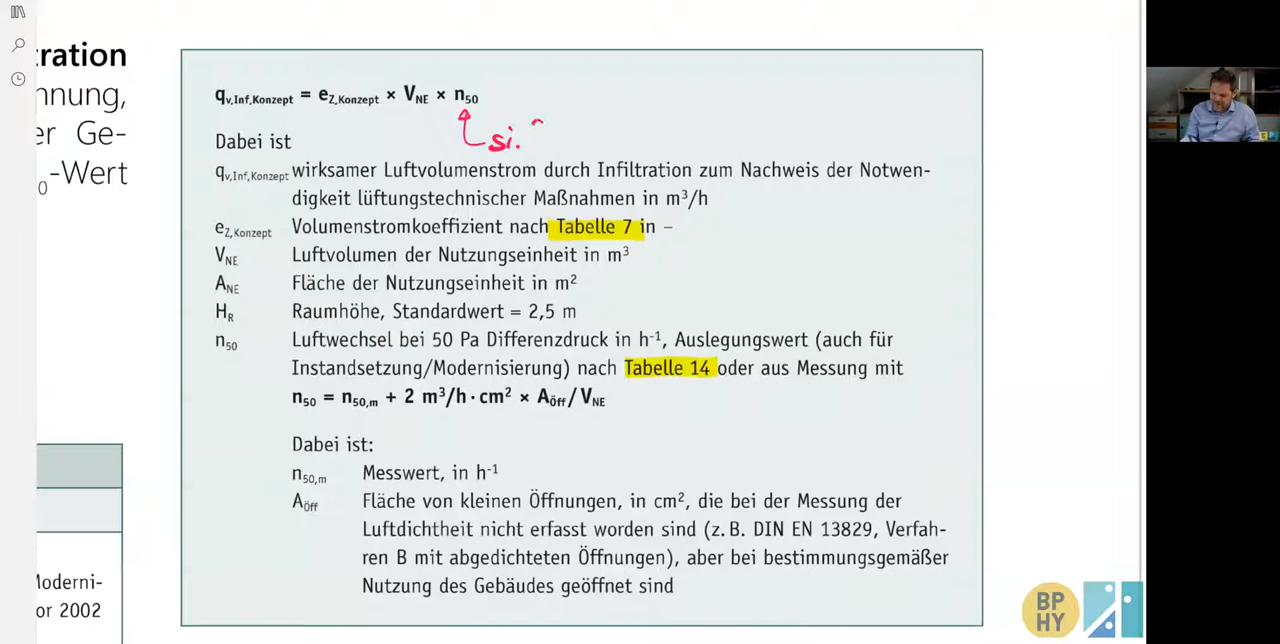 tration
nnung,
er Ge-
0-Wert
qv,Inf,Konzept = eZ,Konzept × VNE × n50
si.
Dabei ist
qv,Inf,Konzept wirksamer Luftvolumenstrom durch Infiltration zum Nachweis der Notwen-
digkeit lüftungstechnischer Maßnahmen in m³/h
eZ,Konzept Volumenstromkoeffizient nach Tabelle 7 in –
VNE Luftvolumen der Nutzungseinheit in m³
ANE Fläche der Nutzungseinheit in m²
HR Raumhöhe, Standardwert = 2,5 m
n50 Luftwechsel bei 50 Pa Differenzdruck in h⁻¹, Auslegungswert (auch für
Instandsetzung/Modernisierung) nach Tabelle 14 oder aus Messung mit
n50 = n50,m + 2 m³/h·cm² × AÖff/VNE
Dabei ist:
n50,m Messwert, in h⁻¹
AÖff Fläche von kleinen Öffnungen, in cm², die bei der Messung der
Luftdichtheit nicht erfasst worden sind (z. B. DIN EN 13829, Verfah-
ren B mit abgedichteten Öffnungen), aber bei bestimmungsgemäßer
Nutzung des Gebäudes geöffnet sind
Moderni-
or 2002
BP
HY